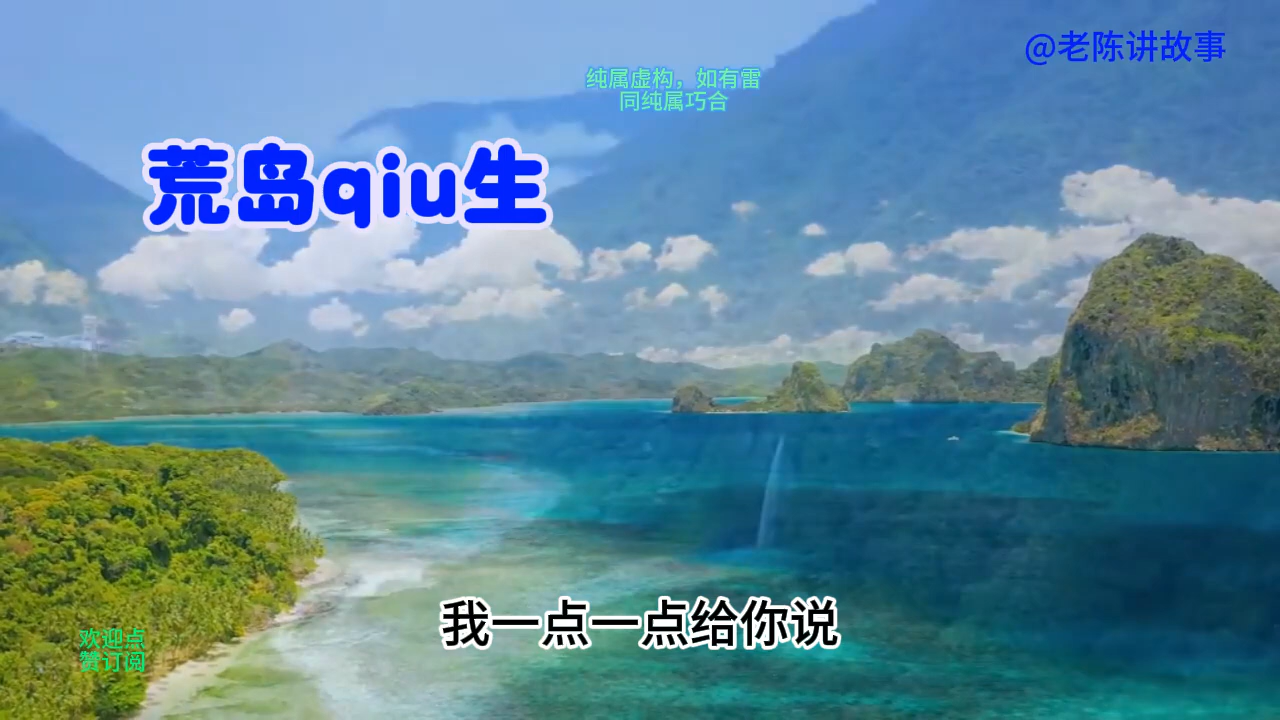 @老陈讲故事
纯属虚构，如有雷
同纯属巧合
荒岛qiu生
我一点一点给你说
欢迎点
赞订阅